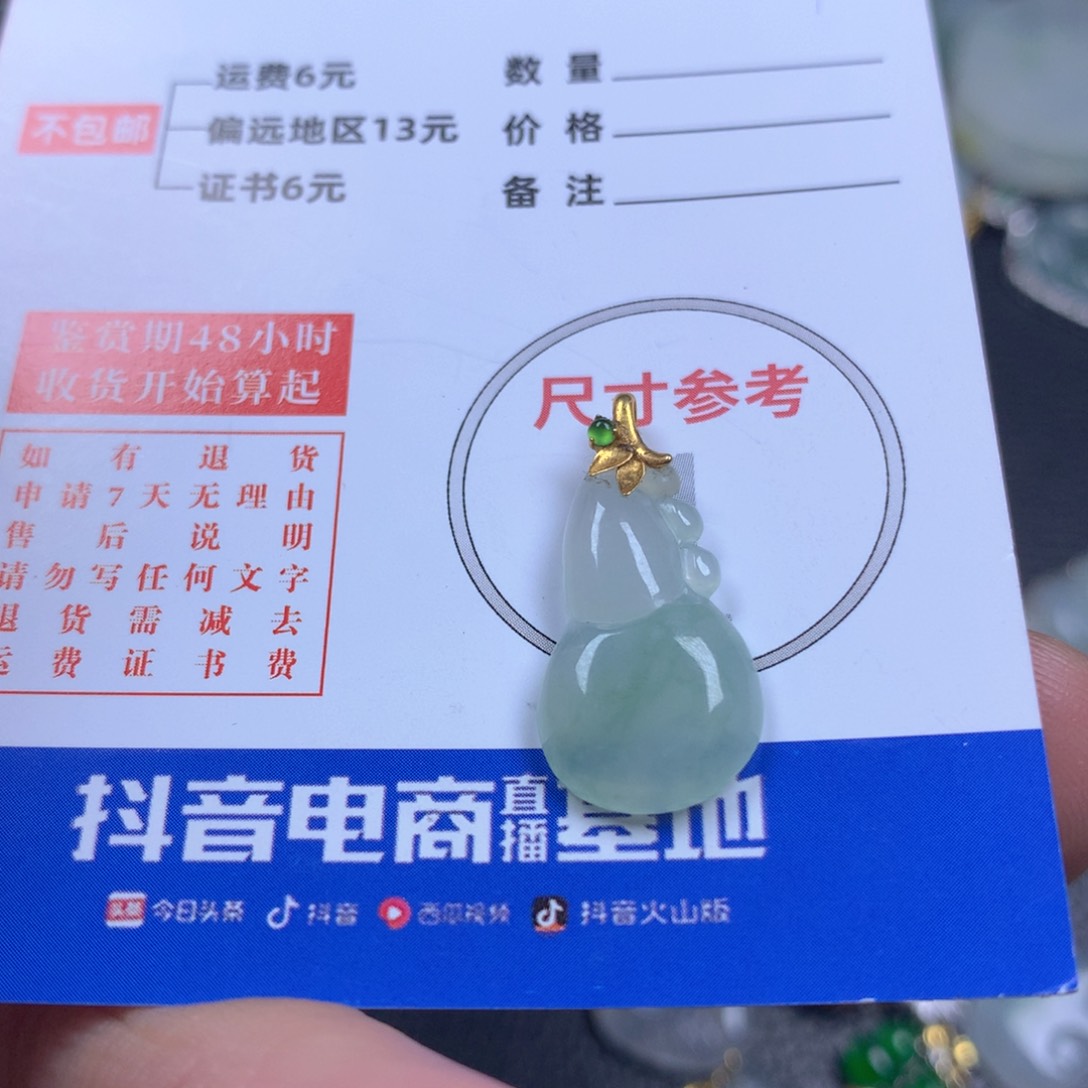 运费6元
不包邮
偏远地区13元
证书6元
数量
价格
备注
鉴赏期48小时
收货开始算起
如有退货
申请7天无理由
售后说明
请勿写任何文字
退货需减去
运费证书费
尺寸参考
抖音电商直播基地
头条 今日头条 抖音 西瓜视频 抖音火山版